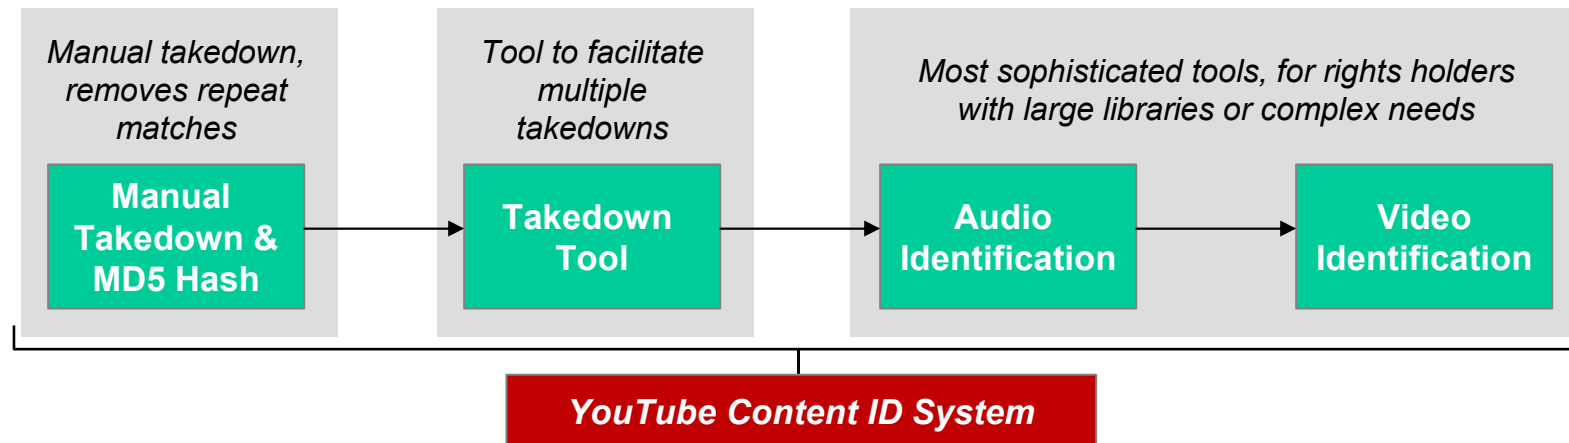 Manual takedown,
removes repeat
matches
Manual
Takedown &
MD5 Hash
Tool to facilitate
multiple
takedowns
Takedown
Tool
Most sophisticated tools, for rights holders
with large libraries or complex needs
Audio
Identification
Video
Identification
YouTube Content ID System